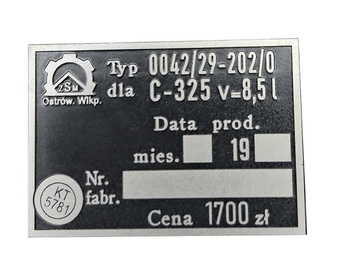 ZSM
Ostrów. Wlkp.
Typ 0042/29-202/0
dla C-325 v=8,5l
Data prod.
mies. 19
Nr.
fabr.
KT
5781
Cena 1700 zł